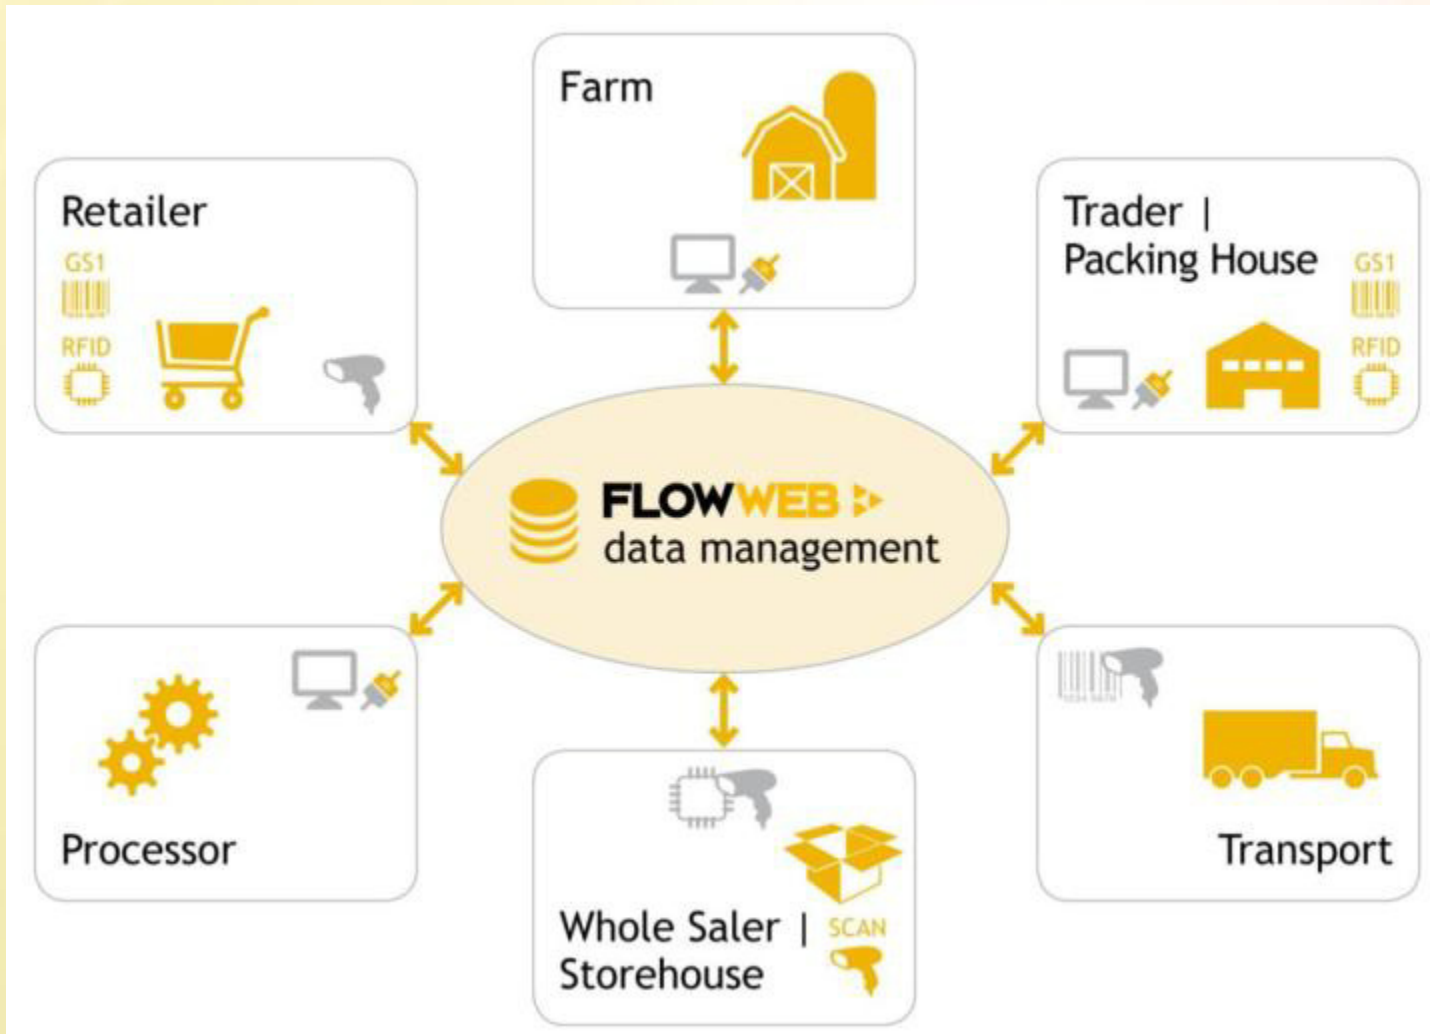 Farm
Retailer
GS1
RFID
Trader |
Packing House
GS1
RFID
FLOWWEB
data management
Processor
Whole Saler |
Storehouse
SCAN
Transport